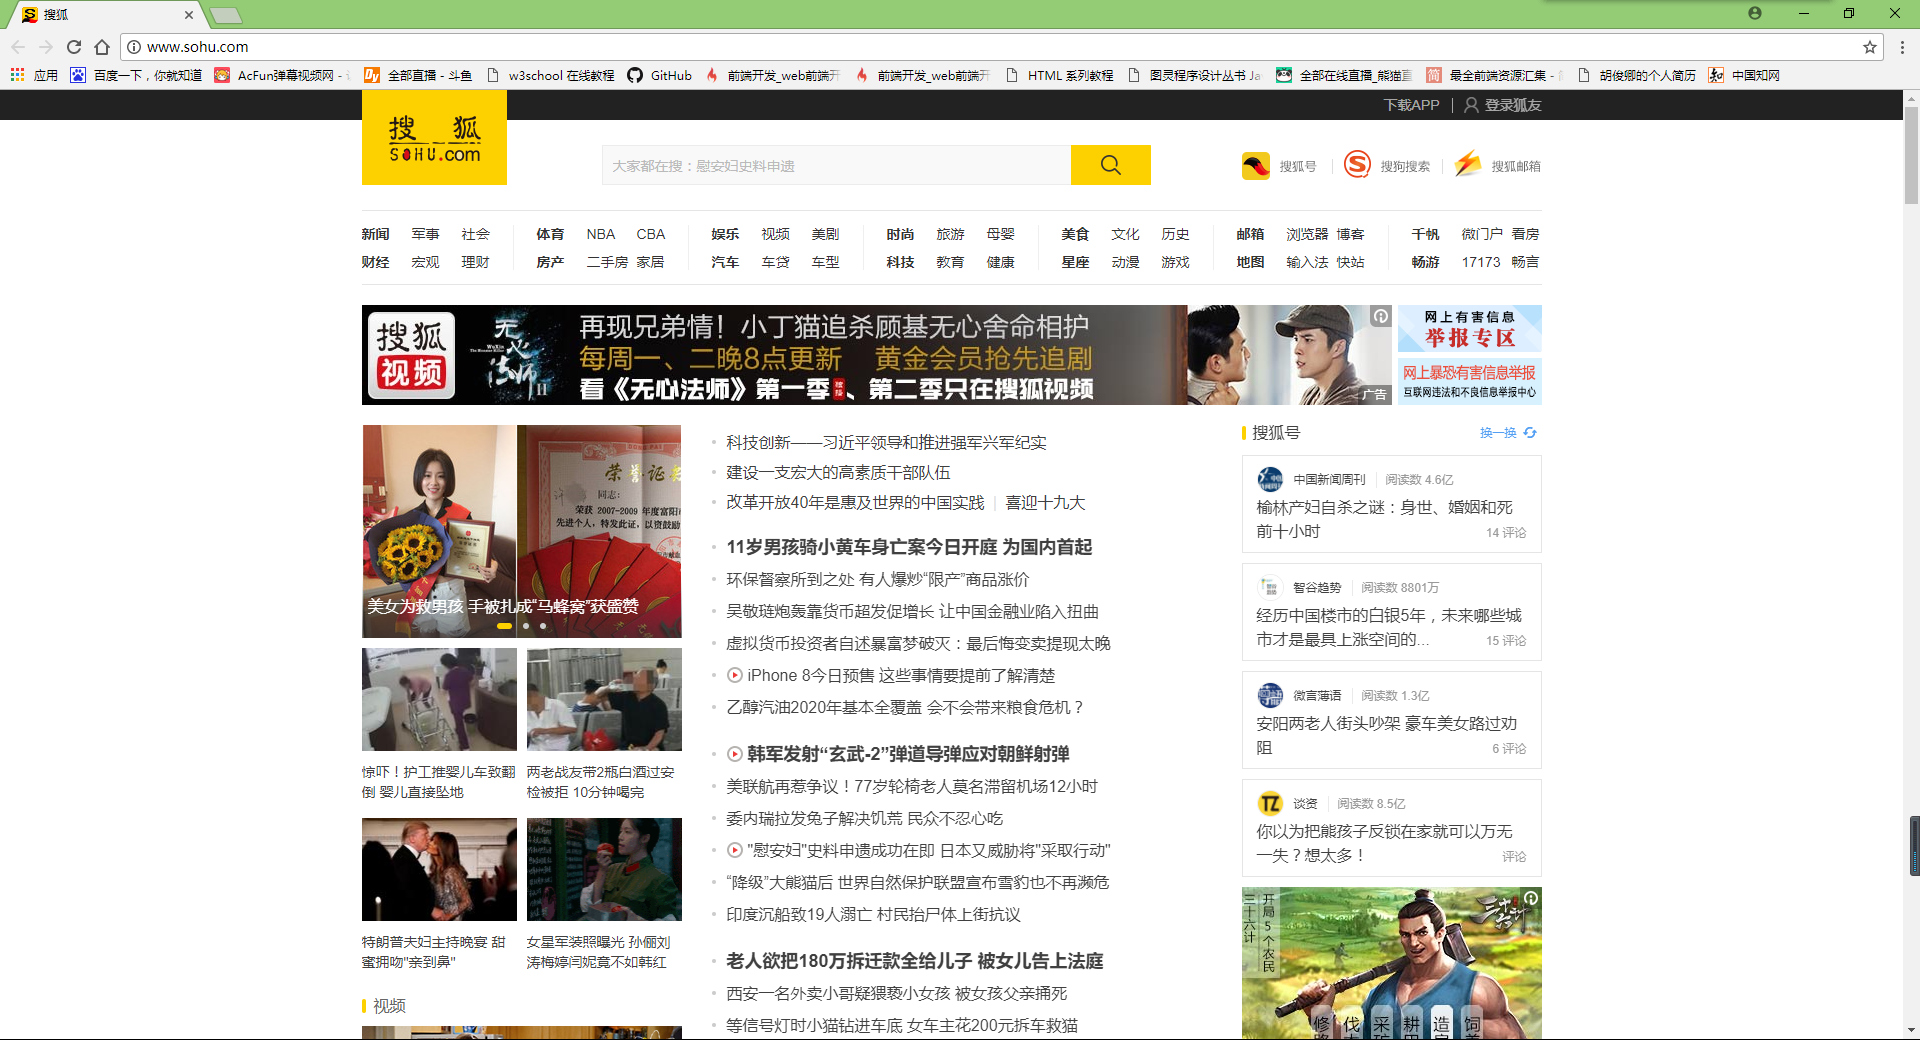 搜狐
www.sohu.com
应用 百度一下，你就知道 AcFun弹幕视频网 - 全部直播 - 斗鱼 w3school 在线教程 GitHub 前端开发_web前端开 前端开发_web前端开 HTML 系列教程 图灵程序设计丛书 Ja 全部在线直播_熊猫直 最全前端资源汇集 - 胡俊卿的个人简历 中国知网
下载APP 登录狐友
搜狐
SOHU.com
大家都在搜：慰安妇史料申遗
搜狐号 搜狗搜索 搜狐邮箱
新闻 军事 社会 体育 NBA CBA 娱乐 视频 美剧 时尚 旅游 母婴 美食 文化 历史 邮箱 浏览器 博客 千帆 微门户 看房
财经 宏观 理财 房产 二手房 家居 汽车 车贷 车型 科技 教育 健康 星座 动漫 游戏 地图 输入法 快站 畅游 17173 畅言
搜狐
视频
无心法师II
再现兄弟情！小丁猫追杀顾基无心舍命相护
每周一、二晚8点更新 黄金会员抢先追剧
看《无心法师》第一季、第二季只在搜狐视频
广告
网上有害信息
举报专区
网上暴恐有害信息举报
互联网违法和不良信息举报中心
荣誉证书
同志：
荣获 2007-2009 年度富阳
先进个人，特发此证，以资鼓励
美女为救男孩 手被扎成“马蜂窝”获盛赞
惊吓！护工推婴儿车致翻
倒 婴儿直接坠地
两老战友带2瓶白酒过安
检被拒 10分钟喝完
特朗普夫妇主持晚宴 甜
蜜拥吻"亲到鼻"
女星军装照曝光 孙俪刘
涛梅婷闫妮竟不如韩红
视频
科技创新——习近平领导和推进强军兴军纪实
建设一支宏大的高素质干部队伍
改革开放40年是惠及世界的中国实践 喜迎十九大
11岁男孩骑小黄车身亡案今日开庭 为国内首起
环保督察所到之处 有人爆炒“限产”商品涨价
吴敬琏炮轰靠货币超发促增长 让中国金融业陷入扭曲
虚拟货币投资者自述暴富梦破灭：最后悔变卖提现太晚
iPhone 8今日预售 这些事情要提前了解清楚
乙醇汽油2020年基本全覆盖 会不会带来粮食危机？
韩军发射“玄武-2”弹道导弹应对朝鲜射弹
美联航再惹争议！77岁轮椅老人莫名滞留机场12小时
委内瑞拉发兔子解决饥荒 民众不忍心吃
"慰安妇"史料申遗成功在即 日本又威胁将"采取行动"
“降级”大熊猫后 世界自然保护联盟宣布雪豹也不再濒危
印度沉船致19人溺亡 村民抬尸体上街抗议
老人欲把180万拆迁款全给儿子 被女儿告上法庭
西安一名外卖小哥疑猥亵小女孩 被女孩父亲捅死
等信号灯时小猫钻进车底 女车主花200元拆车救猫
搜狐号 换一换
中国新闻周刊 阅读数 4.6亿
榆林产妇自杀之谜：身世、婚姻和死
前十小时 14 评论
智谷趋势 阅读数 8801万
经历中国楼市的白银5年，未来哪些城
市才是最具上涨空间的... 15 评论
微言薄语 阅读数 1.3亿
安阳两老人街头吵架 豪车美女路过劝
阻 6 评论
TZ 谈资 阅读数 8.5亿
你以为把熊孩子反锁在家就可以万无
一失？想太多！ 评论
开局5个农民
三十六计
三十六计
修 伐 采 耕 造 饲